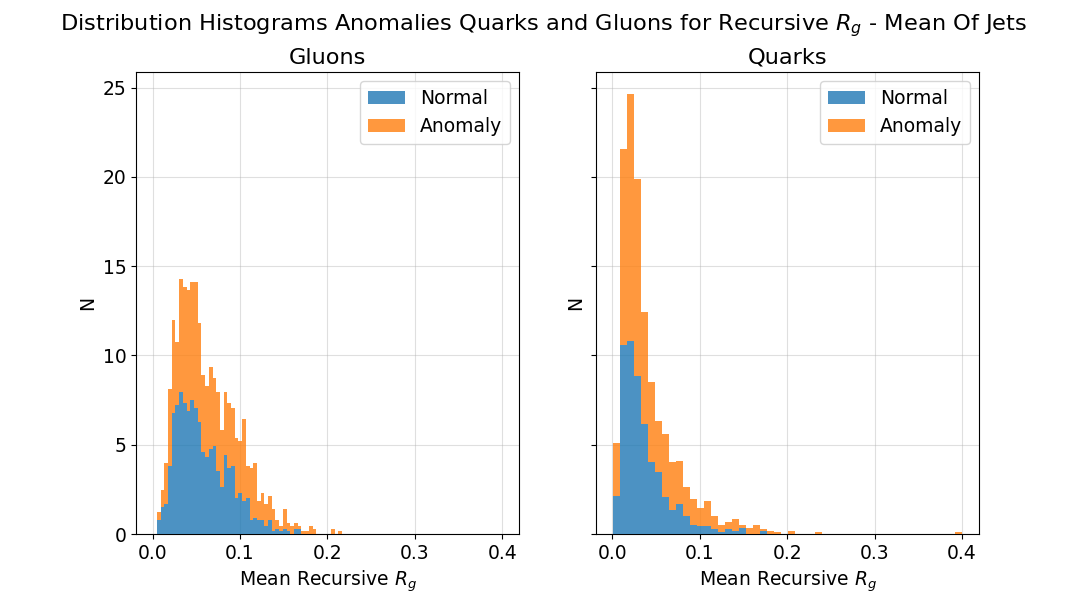 Distribution Histograms Anomalies Quarks and Gluons for Recursive $R_g$ - Mean Of Jets
Gluons
Quarks
Normal
Anomaly
Normal
Anomaly
25
20
15
10
5
0
N
N
0.0 0.1 0.2 0.3 0.4
0.0 0.1 0.2 0.3 0.4
Mean Recursive $R_g$
Mean Recursive $R_g$